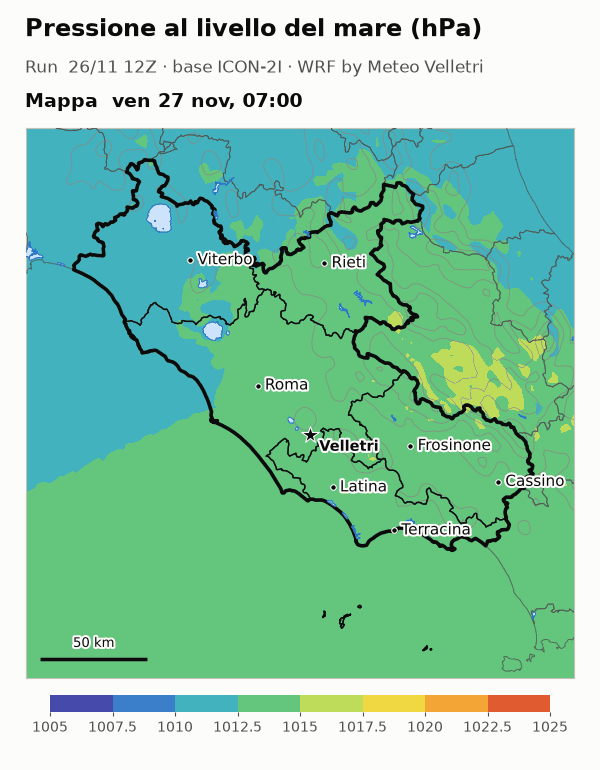 Pressione al livello del mare (hPa)
Run  26/11 12Z · base ICON-2I · WRF by Meteo Velletri
Mappa  ven 27 nov, 07:00
Viterbo
Rieti
Roma
Velletri
Frosinone
Latina
Cassino
Terracina
50 km
1005 1007.5 1010 1012.5 1015 1017.5 1020 1022.5 1025